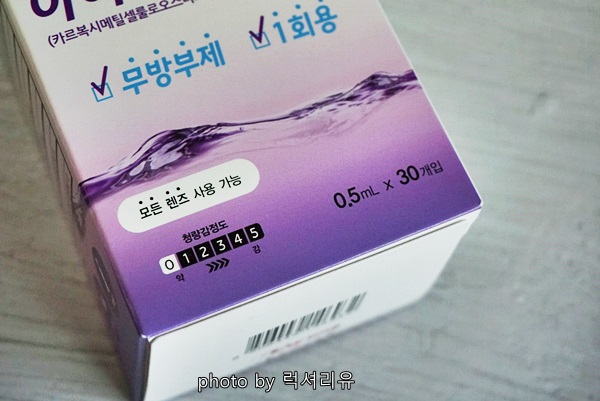 (카르복시메틸셀룰로오스나
무방부제
1회용
모든 렌즈 사용 가능
0.5mL X 30개입
청량감정도
0 1 2 3 4 5
약 강
photo by 럭셔리유